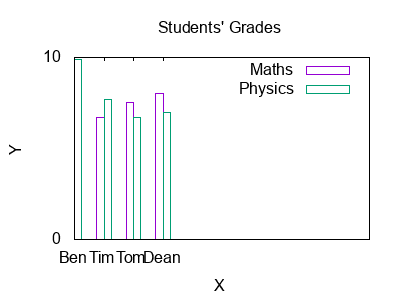 Students' Grades
10
Maths
Physics
Y
0
Ben Tim Tom Dean
X